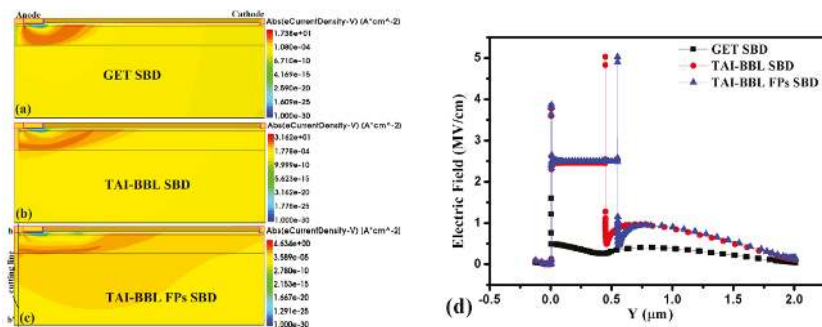 Anode
Cathode
Abs(eCurrentDensity-V) (A*cm^-2)
1.738e+01
1.080e-04
6.710e-10
4.169e-15
2.590e-20
1.609e-25
1.000e-30
GET SBD
(a)
Abs(eCurrentDensity-V) (A*cm^-2)
3.162e+01
1.778e-04
9.999e-10
5.623e-15
3.162e-20
1.778e-25
1.000e-30
TAI-BBL SBD
(b)
Abs(eCurrentDensity-V) (A*cm^-2)
4.636e+00
3.589e-05
2.780e-10
2.153e-15
1.667e-20
1.291e-25
1.000e-30
b
cutting line
TAI-BBL FPs SBD
(c)
b'
GET SBD
TAI-BBL SBD
TAI-BBL FPs SBD
Electric Field (MV/cm)
5
4
3
2
1
0
-0.5
0.0
0.5
1.0
1.5
2.0
(d)
Y (μm)